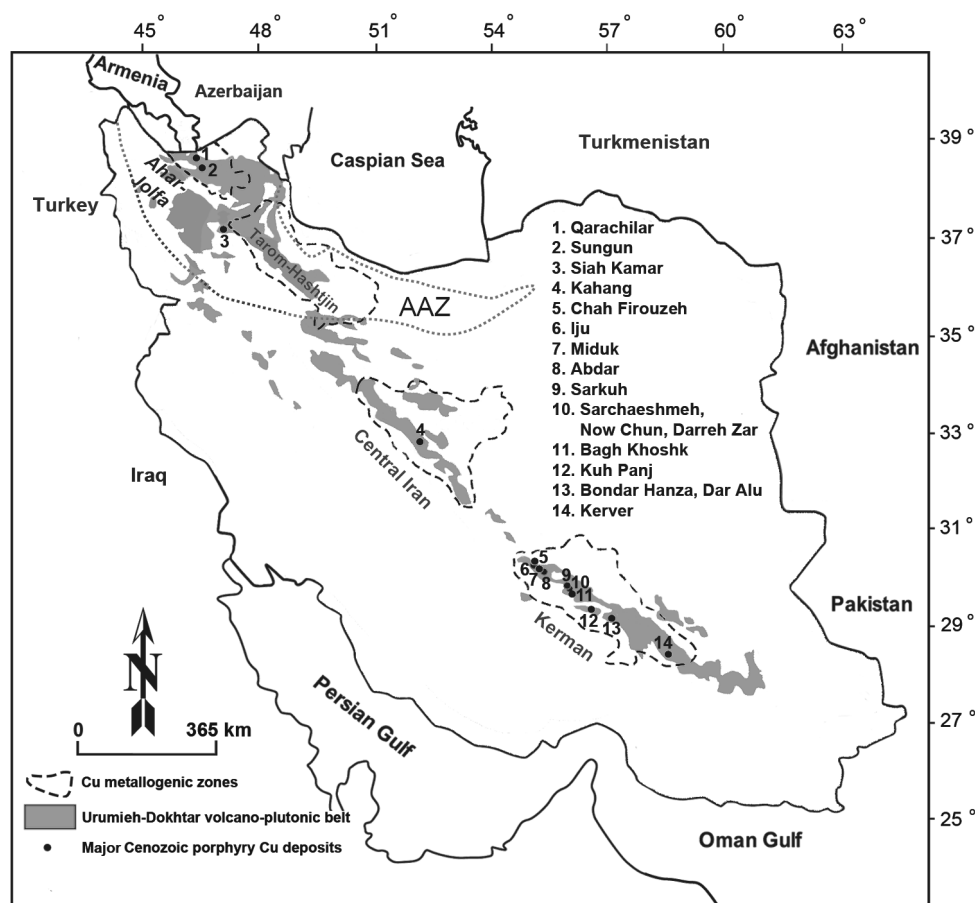 45° 48° 51° 54° 57° 60° 63°
Armenia
Azerbaijan
39°
Caspian Sea
Turkmenistan
1
2
Ahar-
Jolfa
Turkey
3
37°
Tarom-Hashtjin
AAZ
1. Qarachilar
2. Sungun
3. Siah Kamar
4. Kahang
5. Chah Firouzeh
6. Iju
7. Miduk
8. Abdar
9. Sarkuh
10. Sarchaeshmeh,
Now Chun, Darreh Zar
11. Bagh Khoshk
12. Kuh Panj
13. Bondar Hanza, Dar Alu
14. Kerver
35°
Afghanistan
4
33°
Central Iran
Iraq
31°
5
6
7
8
9
10
11
12
13
14
Kerman
Pakistan
29°
N
Persian Gulf
27°
0 365 km
Cu metallogenic zones
Urumieh-Dokhtar volcano-plutonic belt
Major Cenozoic porphyry Cu deposits
25°
Oman Gulf